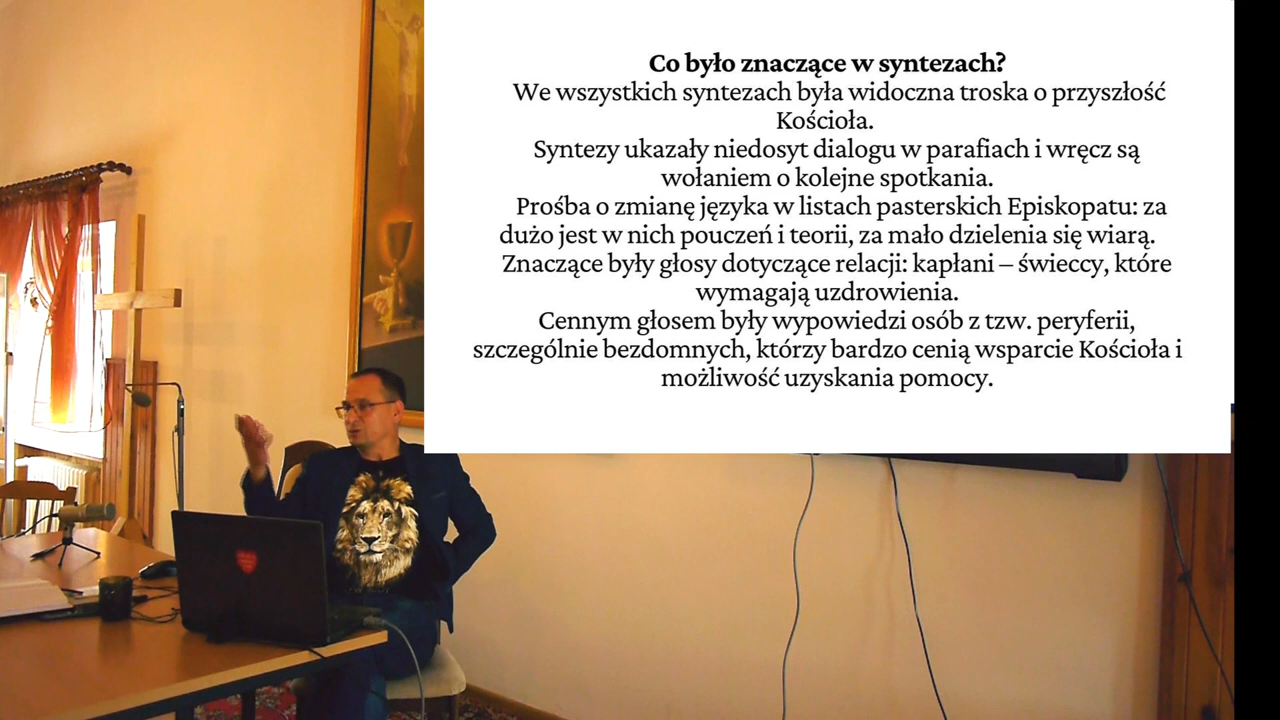 Co było znaczące w syntezach?
We wszystkich syntezach była widoczna troska o przyszłość
Kościoła.
Syntezy ukazały niedosyt dialogu w parafiach i wręcz są
wołaniem o kolejne spotkania.
Prośba o zmianę języka w listach pasterskich Episkopatu: za
dużo jest w nich pouczeń i teorii, za mało dzielenia się wiarą.
Znaczące były głosy dotyczące relacji: kapłani – świeccy, które
wymagają uzdrowienia.
Cennym głosem były wypowiedzi osób z tzw. peryferii,
szczególnie bezdomnych, którzy bardzo cenią wsparcie Kościoła i
możliwość uzyskania pomocy.